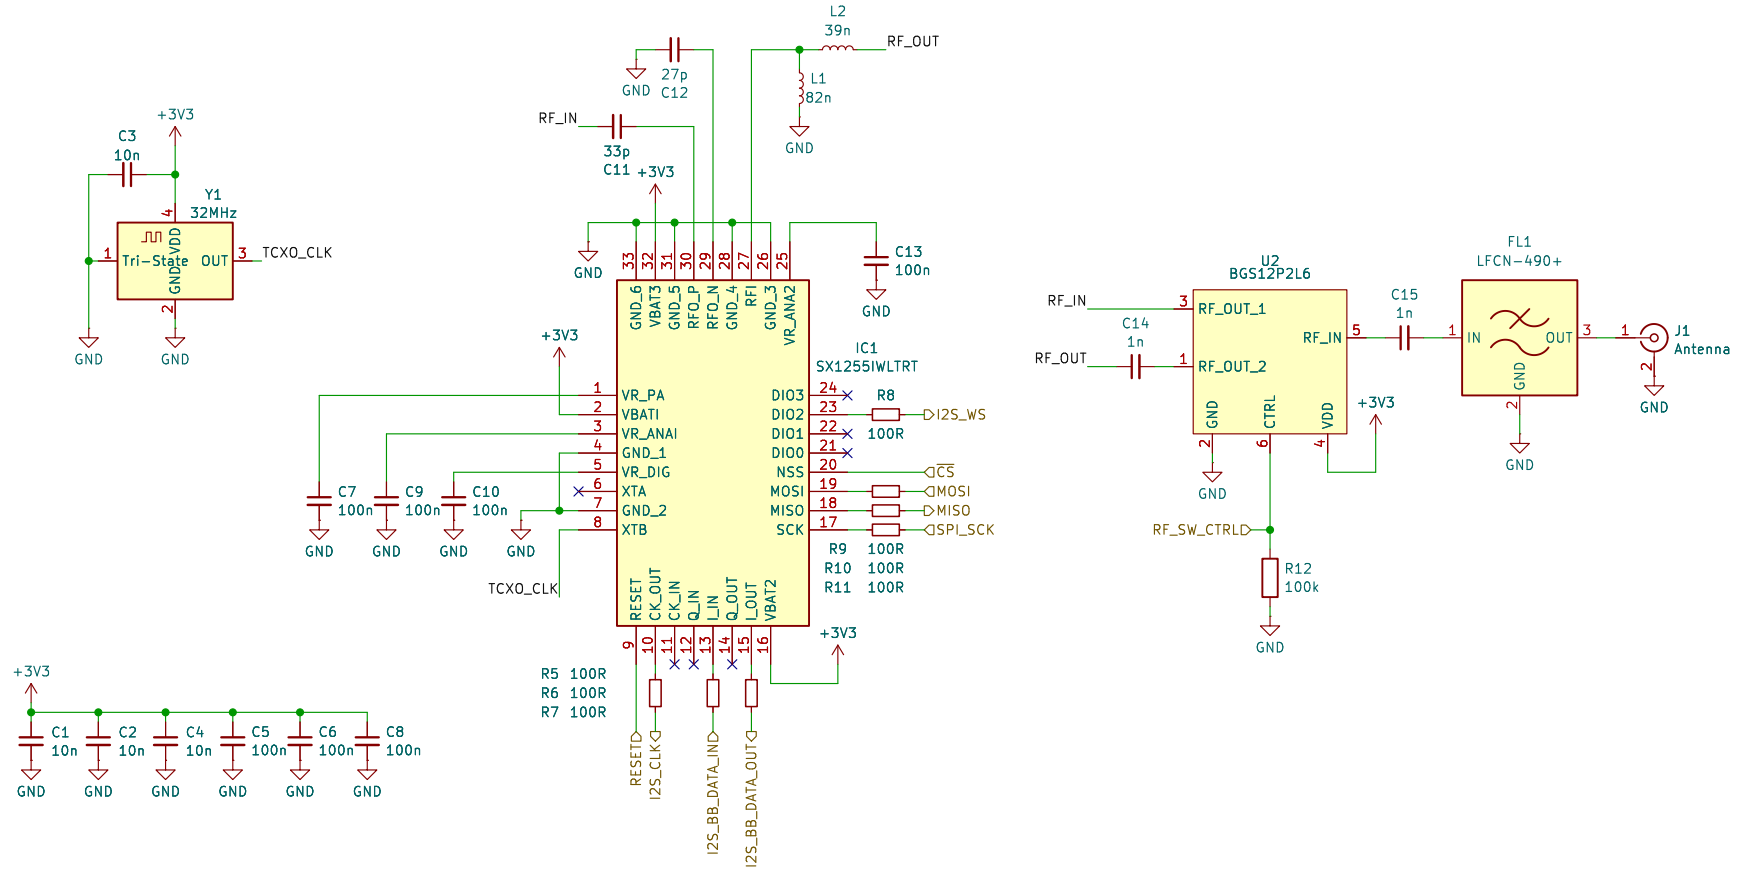 L2
39n
RF_OUT
27p
C12
GND
L1
82n
GND
RF_IN
33p
C11
+3V3
GND
C13
100n
GND
+3V3
C3
10n
Y1
32MHz
4
VDD
1
Tri-State
OUT
3
TCXO_CLK
GND
2
GND
GND
33
32
31
30
29
28
27
26
25
GND_6
VBAT3
GND_5
RFO_P
RFO_N
GND_4
RFI
GND_3
VR_ANA2
IC1
SX1255IWLTRT
+3V3
1
VR_PA
2
VBATI
3
VR_ANAI
4
GND_1
5
VR_DIG
6
XTA
7
GND_2
8
XTB
DIO3
24
DIO2
23
DIO1
22
DIO0
21
NSS
20
MOSI
19
MISO
18
SCK
17
R8
100R
I2S_WS
CS
MOSI
MISO
SPI_SCK
R9 100R
R10 100R
R11 100R
C7
100n
GND
C9
100n
GND
C10
100n
GND
GND
TCXO_CLK
RESET
CK_OUT
CK_IN
Q_IN
I_IN
Q_OUT
I_OUT
VBAT2
9
10
11
12
13
14
15
16
+3V3
R5 100R
R6 100R
R7 100R
RESET
I2S_CLK
I2S_BB_DATA_IN
I2S_BB_DATA_OUT
+3V3
C1
10n
GND
C2
10n
GND
C4
10n
GND
C5
100n
GND
C6
100n
GND
C8
100n
GND
U2
BGS12P2L6
RF_IN
3
RF_OUT_1
C14
1n
RF_OUT
1
RF_OUT_2
RF_IN
5
GND
CTRL
VDD
2
6
4
GND
+3V3
RF_SW_CTRL
R12
100k
GND
C15
1n
FL1
LFCN-490+
1
IN
OUT
3
GND
2
GND
1
J1
Antenna
2
GND